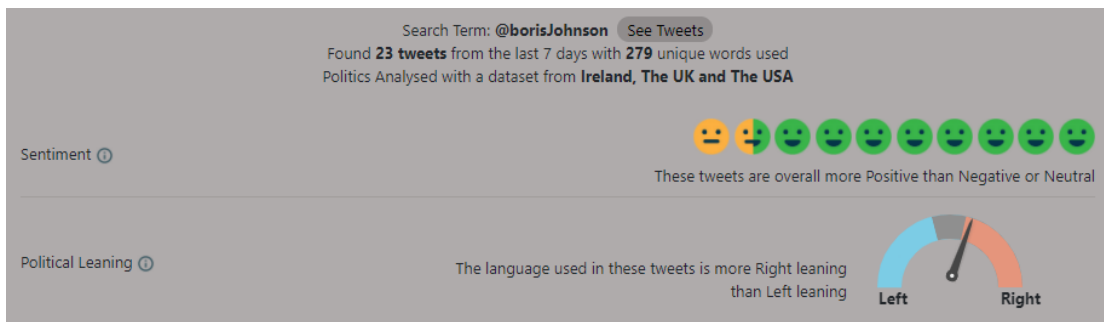 Search Term: @borisJohnson See Tweets
Found 23 tweets from the last 7 days with 279 unique words used
Politics Analysed with a dataset from Ireland, The UK and The USA
Sentiment
These tweets are overall more Positive than Negative or Neutral
Political Leaning
The language used in these tweets is more Right leaning
than Left leaning
Left Right